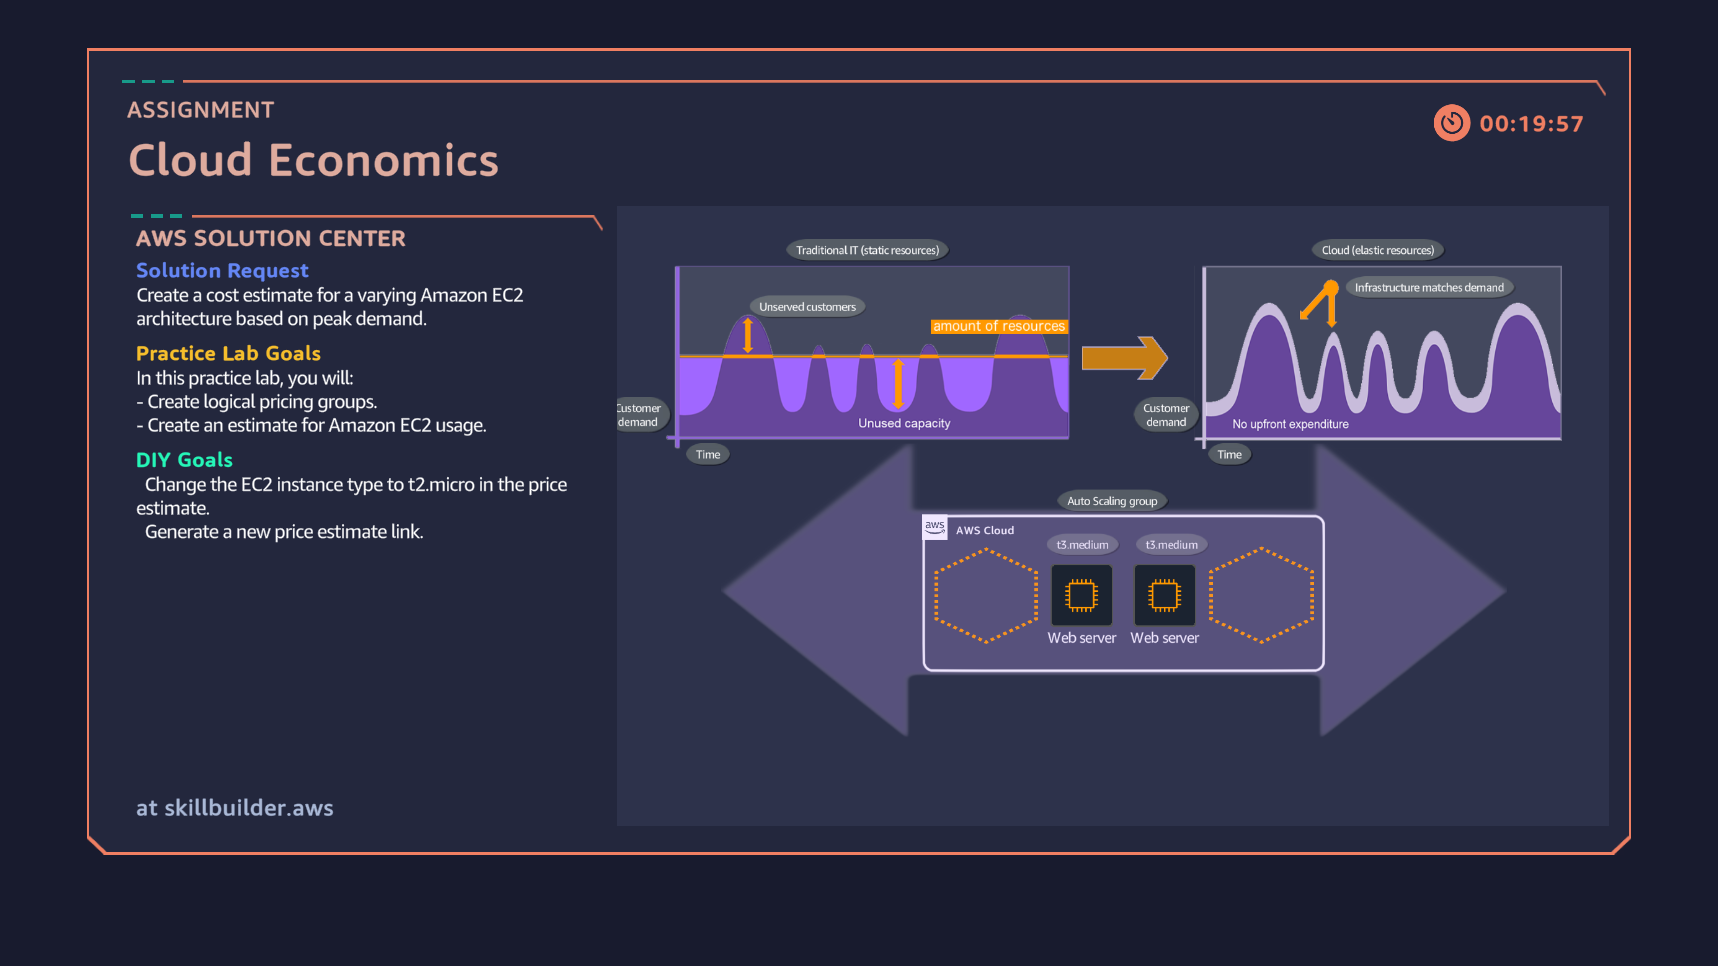 ASSIGNMENT
Cloud Economics
00:19:57
AWS SOLUTION CENTER
Solution Request
Create a cost estimate for a varying Amazon EC2
architecture based on peak demand.
Practice Lab Goals
In this practice lab, you will:
- Create logical pricing groups.
- Create an estimate for Amazon EC2 usage.
DIY Goals
Change the EC2 instance type to t2.micro in the price
estimate.
Generate a new price estimate link.
at skillbuilder.aws
Traditional IT (static resources)
Unserved customers
amount of resources
Customer
demand
Unused capacity
Time
Cloud (elastic resources)
Infrastructure matches demand
Customer
demand
No upfront expenditure
Time
Auto Scaling group
aws
AWS Cloud
t3.medium
t3.medium
Web server
Web server